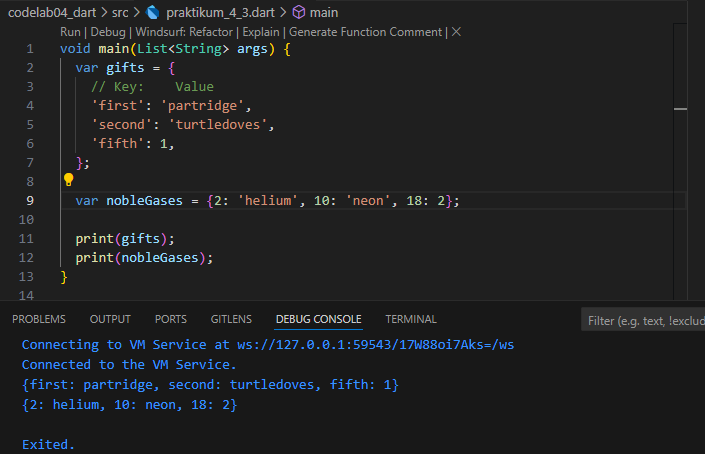 codelab04_dart > src > praktikum_4_3.dart > main
Run | Debug | Windsurf: Refactor | Explain | Generate Function Comment | X
1 void main(List<String> args) {
2 var gifts = {
3 // Key:    Value
4 'first': 'partridge',
5 'second': 'turtledoves',
6 'fifth': 1,
7 };
8
9 var nobleGases = {2: 'helium', 10: 'neon', 18: 2};
10
11 print(gifts);
12 print(nobleGases);
13 }
14
PROBLEMS OUTPUT PORTS GITLENS DEBUG CONSOLE TERMINAL Filter (e.g. text, !exclud
Connecting to VM Service at ws://127.0.0.1:59543/17W88oi7Aks=/ws
Connected to the VM Service.
{first: partridge, second: turtledoves, fifth: 1}
{2: helium, 10: neon, 18: 2}
Exited.